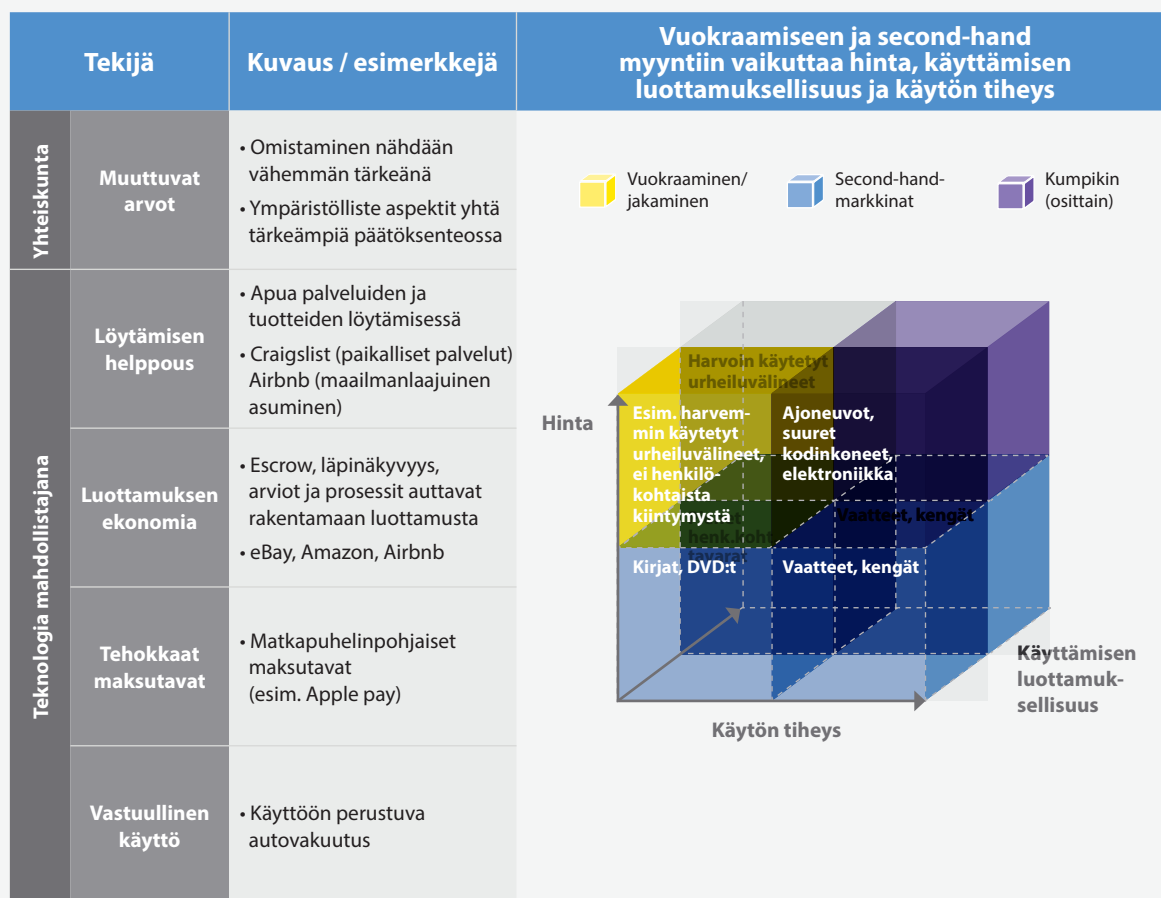 Tekijä
Kuvaus / esimerkkejä
Vuokraamiseen ja second-hand
myyntiin vaikuttaa hinta, käyttämisen
luottamuksellisuus ja käytön tiheys
Yhteiskunta
Muuttuvat
arvot
• Omistaminen nähdään
vähemmän tärkeänä
• Ympäristölliste aspektit yhtä
tärkeämpiä päätöksenteossa
Teknologia mahdollistajana
Löytämisen
helppous
• Apua palveluiden ja
tuotteiden löytämisessä
• Craigslist (paikalliset palvelut)
Airbnb (maailmanlaajuinen
asuminen)
Luottamuksen
ekonomia
• Escrow, läpinäkyvyys,
arviot ja prosessit auttavat
rakentamaan luottamusta
• eBay, Amazon, Airbnb
Tehokkaat
maksutavat
• Matkapuhelinpohjaiset
maksutavat
(esim. Apple pay)
Vastuullinen
käyttö
• Käyttöön perustuva
autovakuutus
Vuokraaminen/
jakaminen
Second-hand-
markkinat
Kumpikin
(osittain)
Hinta
Harvoin käytetyt
urheiluvälineet
Esim. harvem-
min käytetyt
urheiluvälineet,
ei henkilö-
kohtaista
kiintymystä
Ajoneuvot,
suuret
kodinkoneet,
elektroniikka
Vaatteet, kengät
henk.koht
tavarat
Kirjat, DVD:t
Vaatteet, kengät
Käyttämisen
luottamuk-
sellisuus
Käytön tiheys